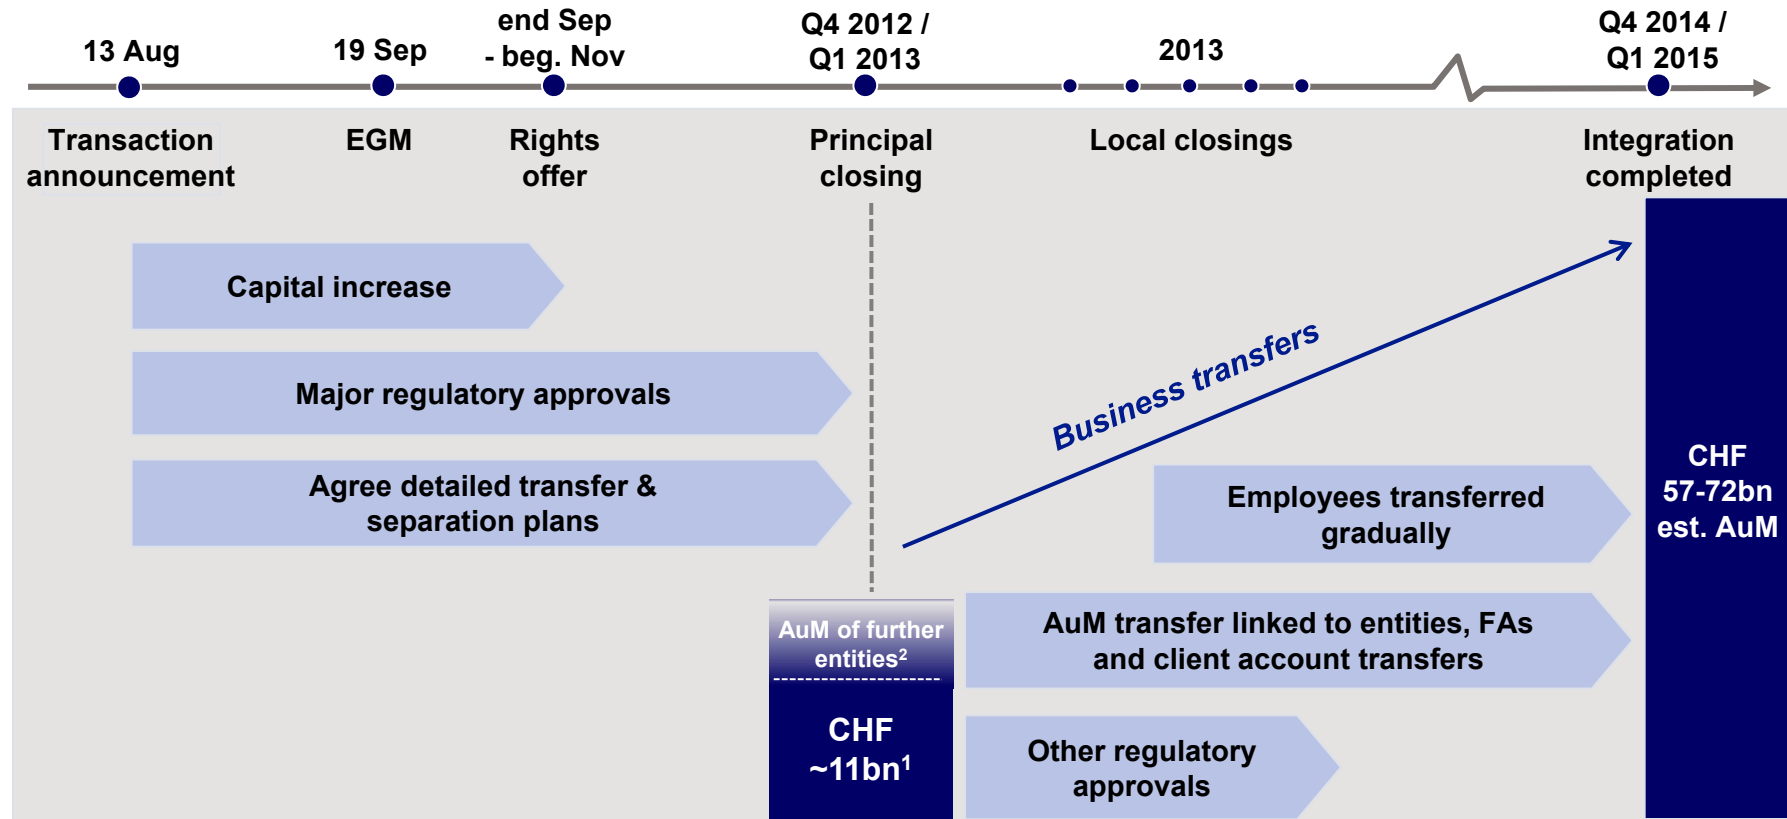 13 Aug
19 Sep
end Sep
- beg. Nov
Q4 2012 /
Q1 2013
2013
Q4 2014 /
Q1 2015
Transaction
announcement
EGM
Rights
offer
Principal
closing
Local closings
Integration
completed
Capital increase
Major regulatory approvals
Agree detailed transfer &
separation plans
Business transfers
Employees transferred
gradually
CHF
57-72bn
est. AuM
AuM of further
entities²
CHF
~11bn¹
AuM transfer linked to entities, FAs
and client account transfers
Other regulatory
approvals